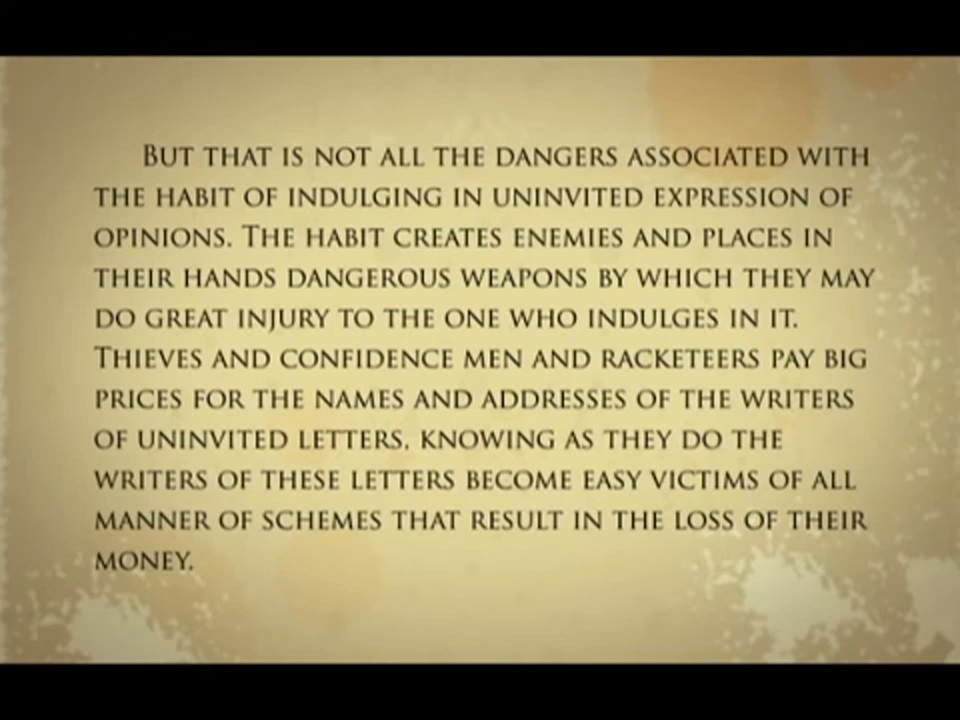 But that is not all the dangers associated with
the habit of indulging in uninvited expression of
opinions. The habit creates enemies and places in
their hands dangerous weapons by which they may
do great injury to the one who indulges in it.
Thieves and confidence men and racketeers pay big
prices for the names and addresses of the writers
of uninvited letters, knowing as they do the
writers of these letters become easy victims of all
manner of schemes that result in the loss of their
money.